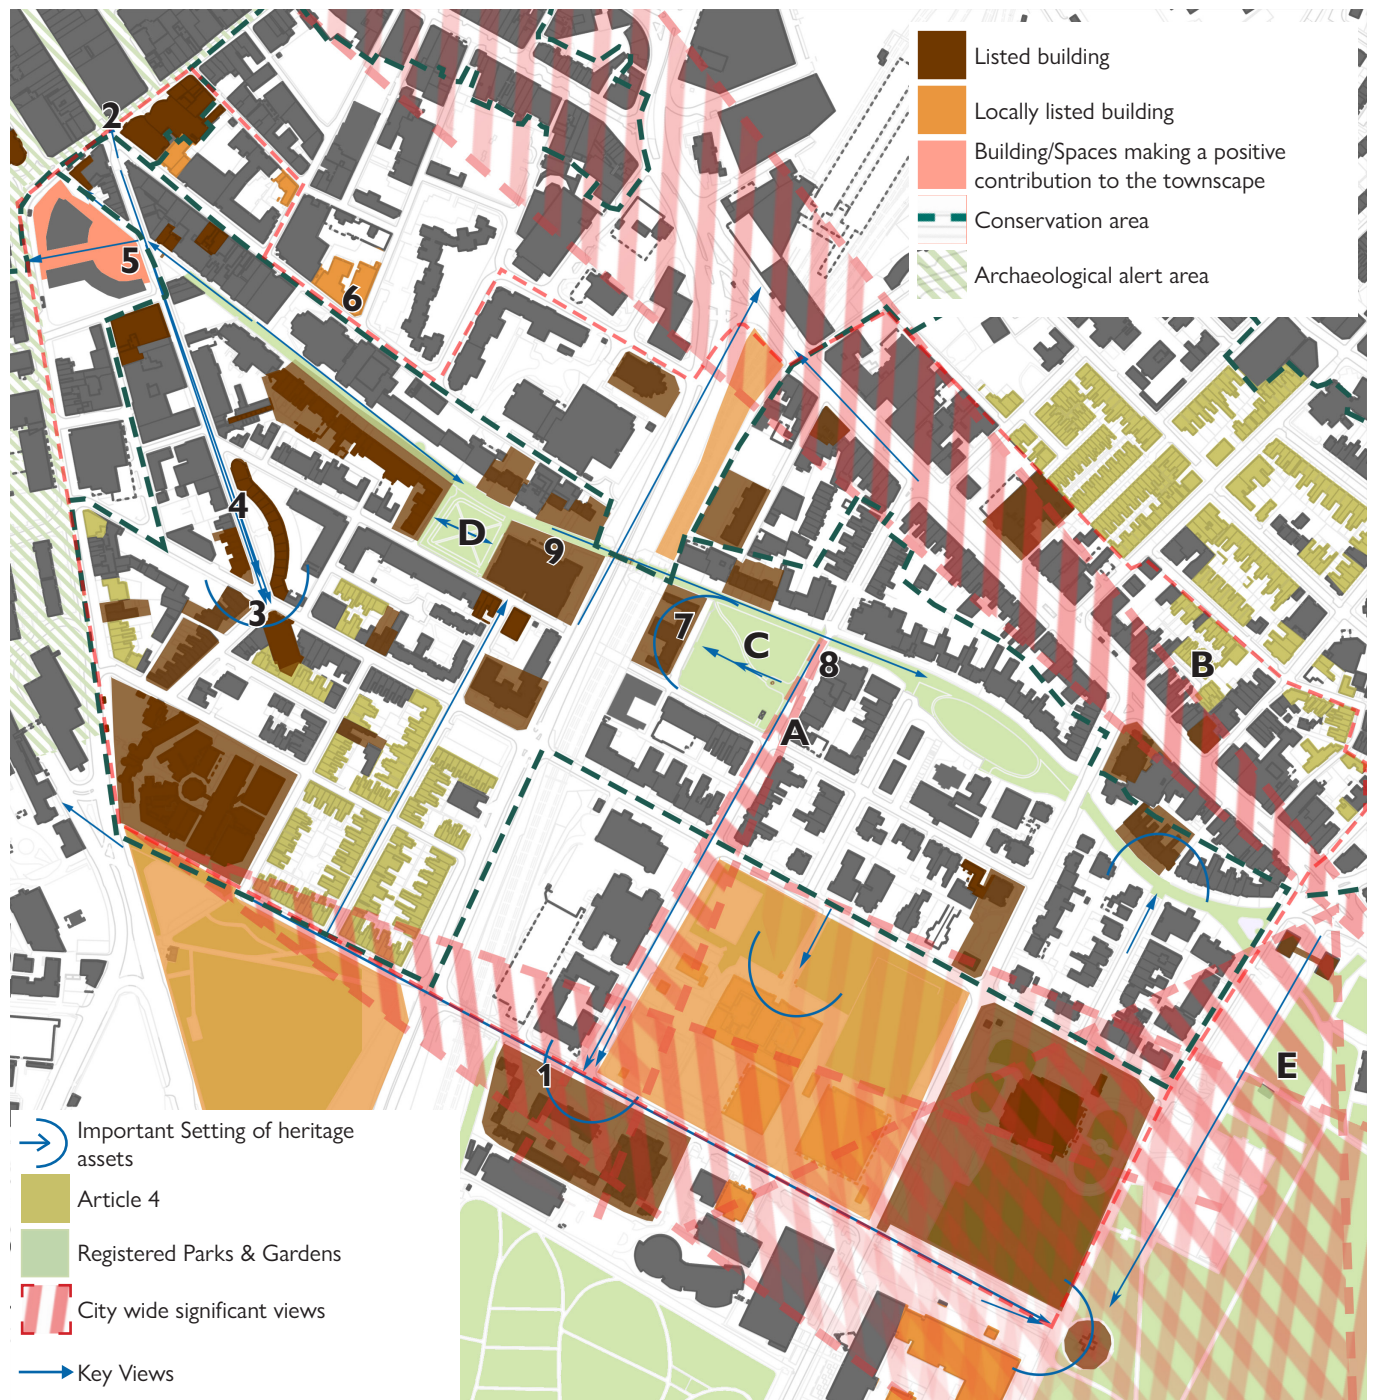 Listed building
Locally listed building
Building/Spaces making a positive
contribution to the townscape
Conservation area
Archaeological alert area
2
5
6
4
D
9
3
7
C
8
B
A
1
E
Important Setting of heritage
assets
Article 4
Registered Parks & Gardens
City wide significant views
Key Views